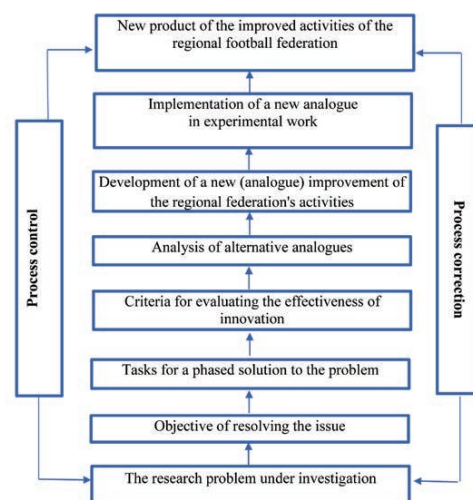 New product of the improved activities of the
regional football federation
Implementation of a new analogue
in experimental work
Development of a new (analogue) improvement of
the regional federation's activities
Analysis of alternative analogues
Criteria for evaluating the effectiveness of
innovation
Tasks for a phased solution to the problem
Objective of resolving the issue
The research problem under investigation
Process control
Process correction